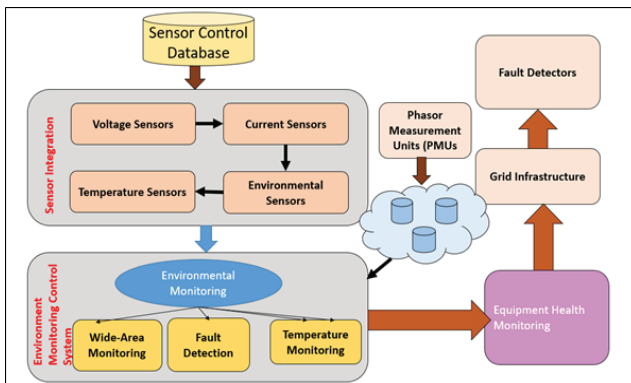 Sensor Control
Database
Sensor Integration
Voltage Sensors
Current Sensors
Temperature Sensors
Environmental
Sensors
Phasor
Measurement
Units (PMUs
Fault Detectors
Grid Infrastructure
Environment
Monitoring Control
System
Environmental
Monitoring
Wide-Area
Monitoring
Fault
Detection
Temperature
Monitoring
Equipment Health
Monitoring